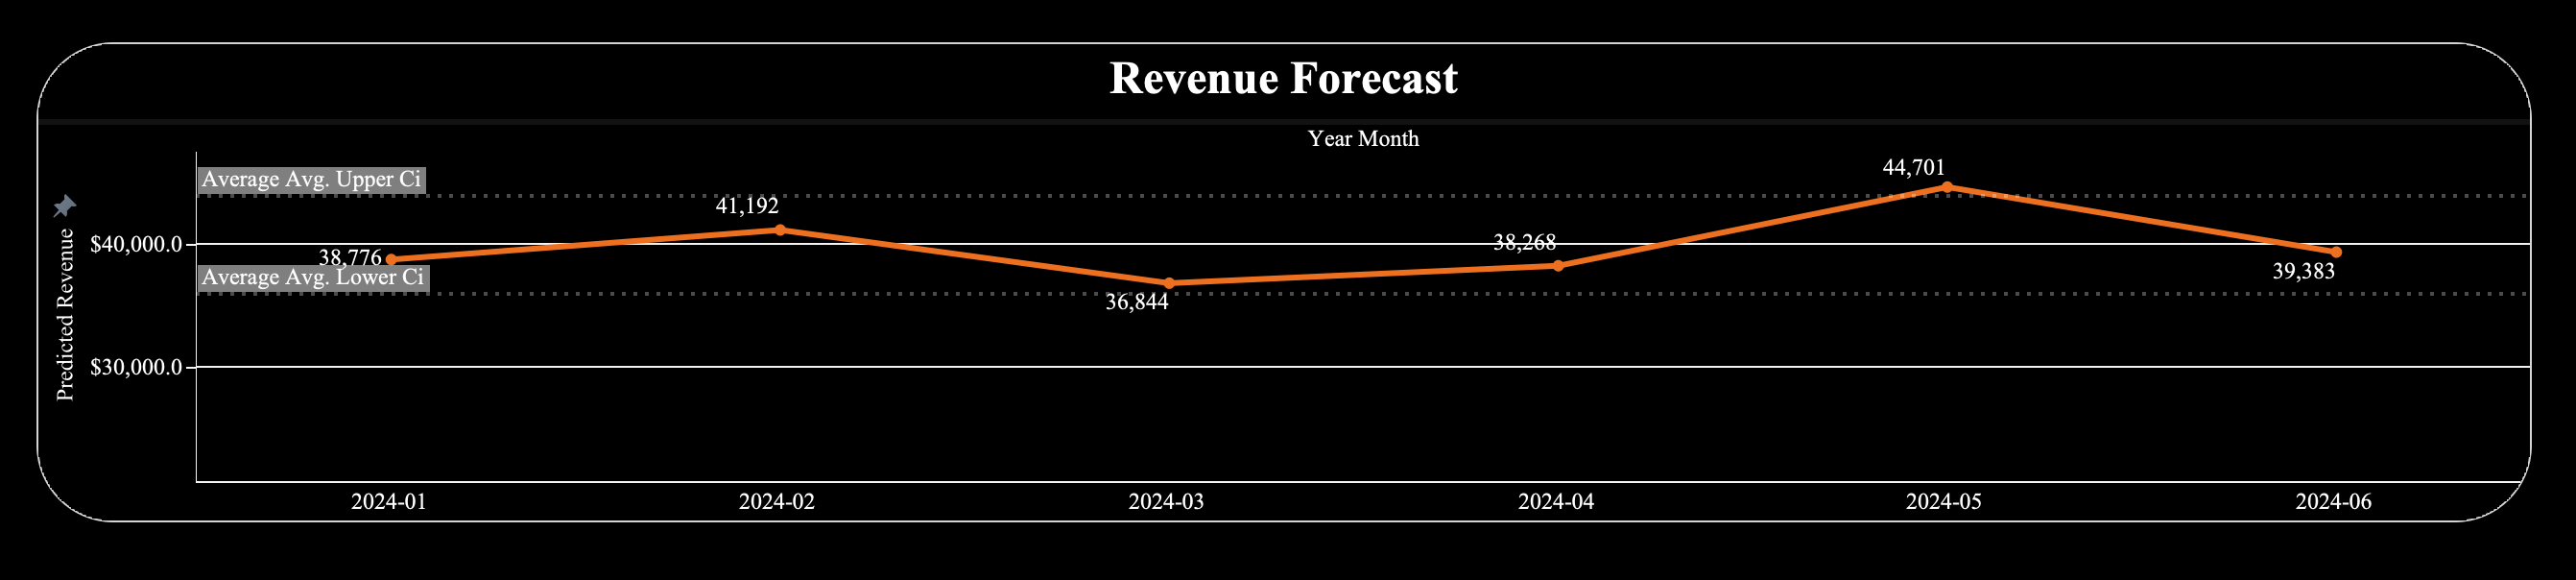 Revenue Forecast
Year Month
Predicted Revenue
$40,000.0
$30,000.0
Average Avg. Upper Ci
Average Avg. Lower Ci
38,776
41,192
36,844
38,268
44,701
39,383
2024-01
2024-02
2024-03
2024-04
2024-05
2024-06